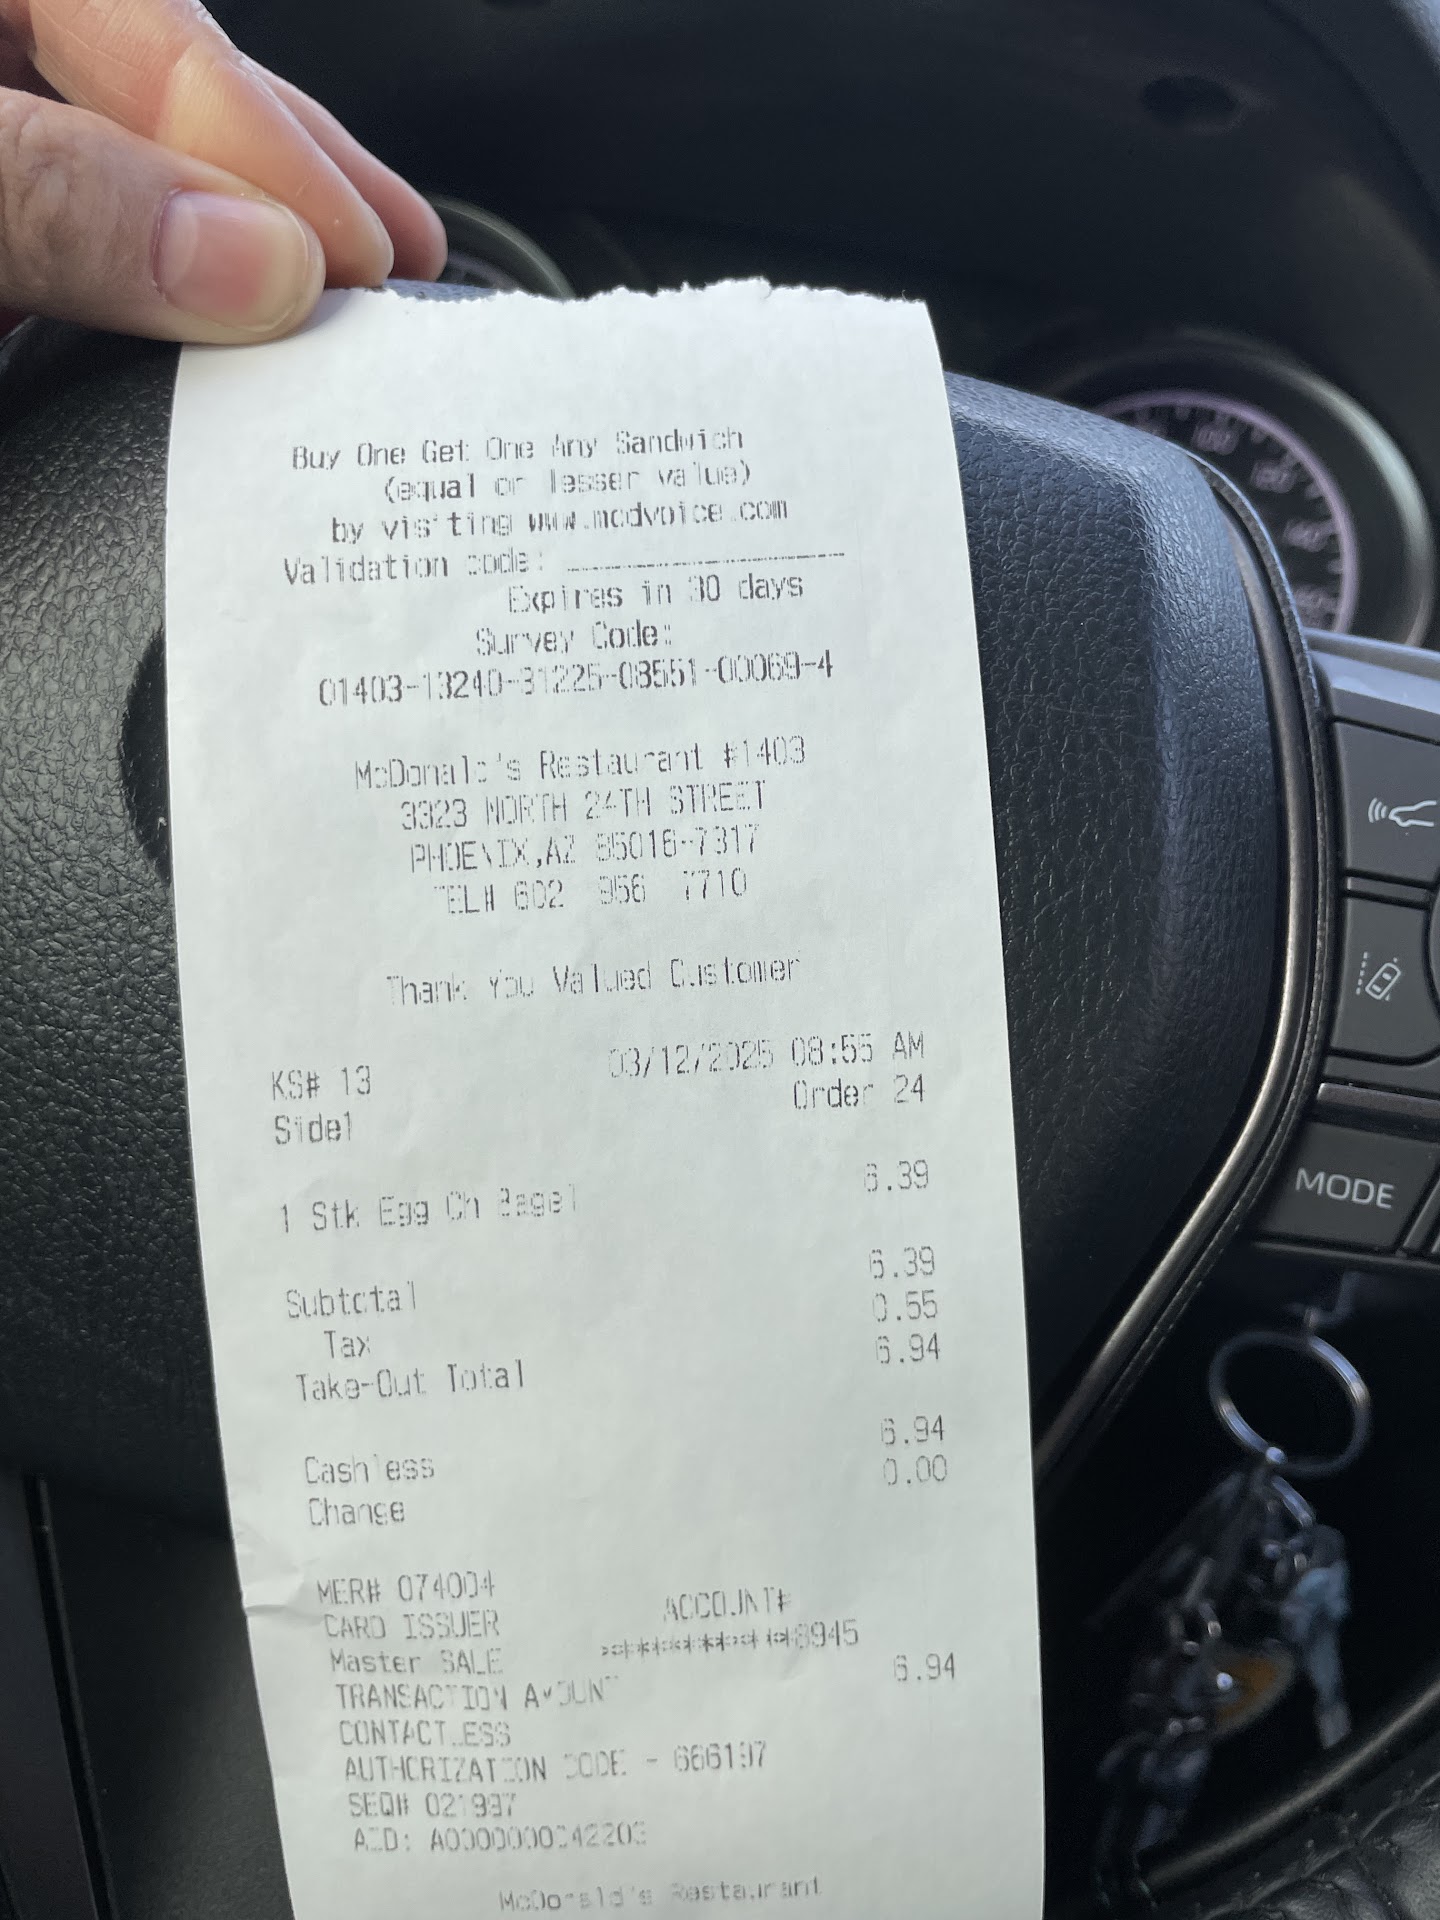 Buy One Get One Any Sandwich
(equal or lesser value)
by visiting www.mcdvoice.com
Validation code:
Expires in 30 days
Survey Code:
01403-13240-31225-08551-00069-4
McDonald's Restaurant #1403
3323 NORTH 24TH STREET
PHOENIX,AZ 85016-7317
TEL# 602 956 7710
Thank You Valued Customer
KS# 13 03/12/2025 08:55 AM
Side1 Order 24
1 Stk Egg Ch Bagel 6.39
Subtotal 6.39
Tax 0.55
Take-Out Total 6.94
Cashless 6.94
Change 0.00
MER# 074004
CARD ISSUER ACCOUNT#
Master SALE ************8945
TRANSACTION AMOUNT 6.94
CONTACTLESS
AUTHORIZATION CODE - 666197
SEQ# 021997
AID: A0000000042203
McDonald's Restaurant
100
120
140
MODE